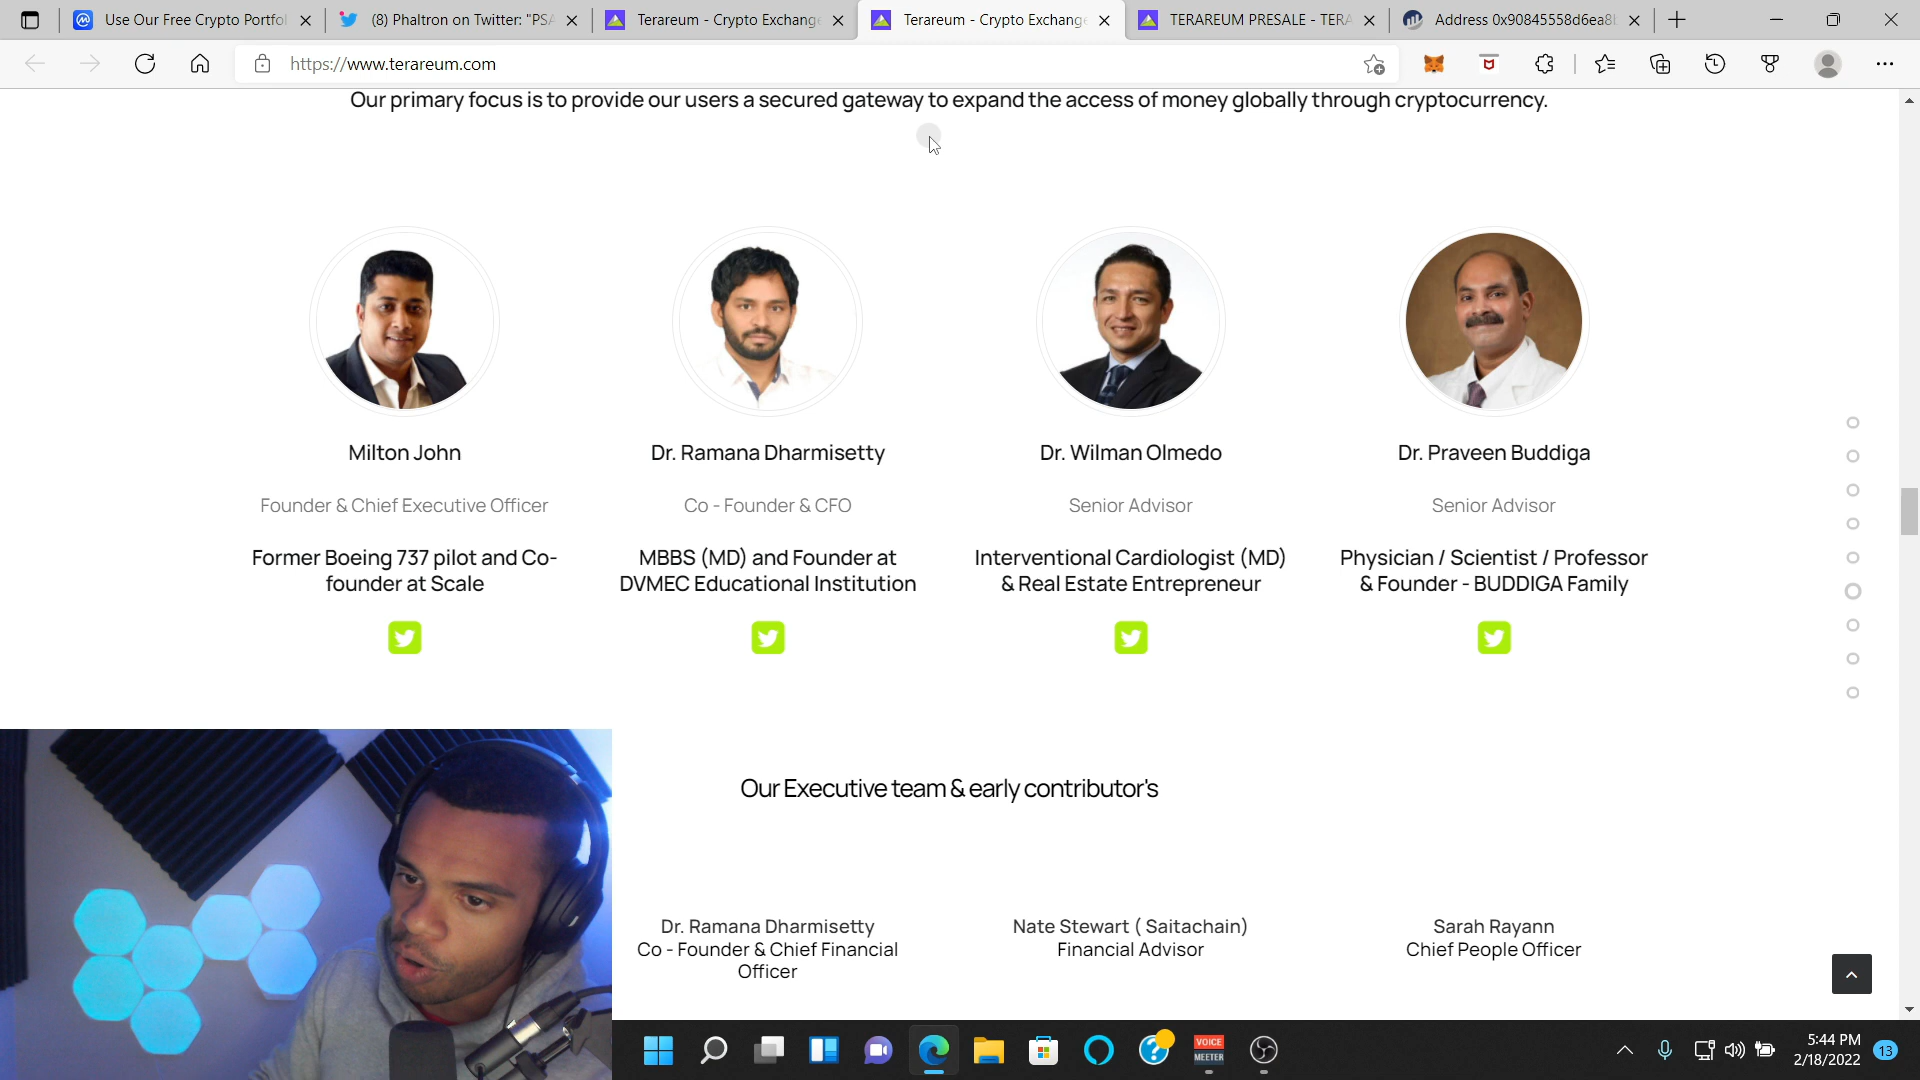 Use Our Free Crypto Portfol
(8) Phaltron on Twitter: "PSA
Terareum - Crypto Exchange
Terareum - Crypto Exchange
TERAREUM PRESALE - TERA
Address 0x90845558d6ea8
https://www.terareum.com
Our primary focus is to provide our users a secured gateway to expand the access of money globally through cryptocurrency.
Milton John
Dr. Ramana Dharmisetty
Dr. Wilman Olmedo
Dr. Praveen Buddiga
Founder & Chief Executive Officer
Co - Founder & CFO
Senior Advisor
Senior Advisor
Former Boeing 737 pilot and Co-
founder at Scale
MBBS (MD) and Founder at
DVMEC Educational Institution
Interventional Cardiologist (MD)
& Real Estate Entrepreneur
Physician / Scientist / Professor
& Founder - BUDDIGA Family
Our Executive team & early contributor's
Dr. Ramana Dharmisetty
Co - Founder & Chief Financial
Officer
Nate Stewart ( Saitachain)
Financial Advisor
Sarah Rayann
Chief People Officer
VOICE
MEETER
5:44 PM
2/18/2022
13